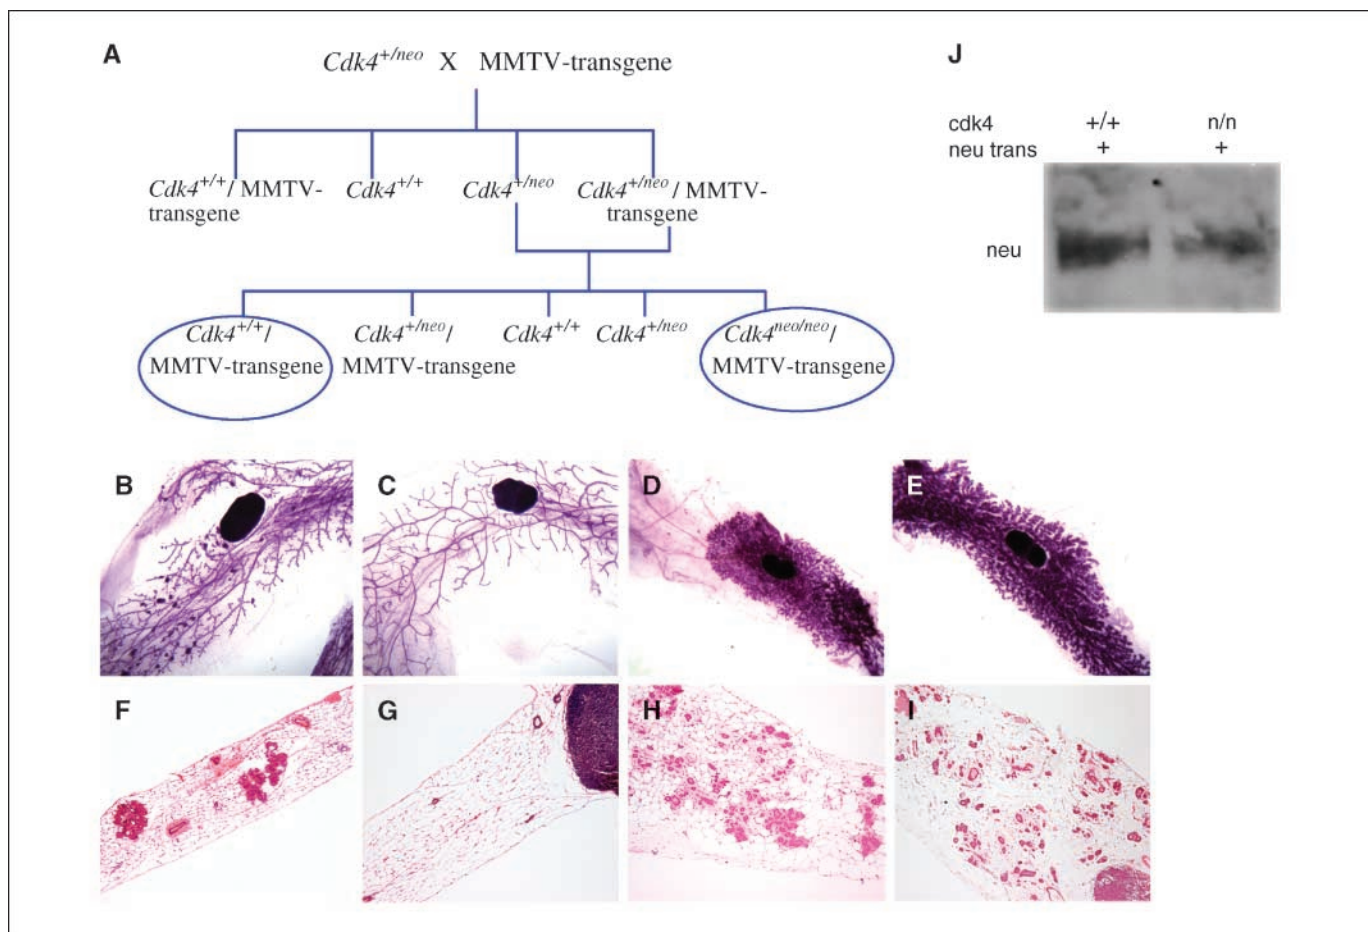 A
Cdk4+/neo X MMTV-transgene
Cdk4+/+/ MMTV-
transgene
Cdk4+/+
Cdk4+/neo
Cdk4+/neo/ MMTV-
transgene
Cdk4+/+/
MMTV-transgene
Cdk4+/neo/
MMTV-transgene
Cdk4+/+
Cdk4+/neo
Cdk4neo/neo/
MMTV-transgene
J
cdk4 +/+ n/n
neu trans + +
neu
B
C
D
E
F
G
H
I